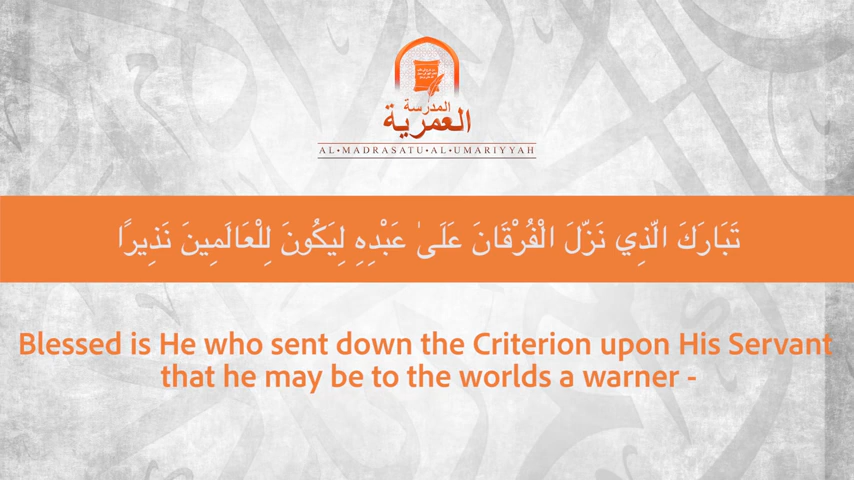 المدرسة
العمرية
AL•MADRASATU•AL•UMARIYYAH
تَبَارَكَ الَّذِي نَزَّلَ الْفُرْقَانَ عَلَىٰ عَبْدِهِ لِيَكُونَ لِلْعَالَمِينَ نَذِيرًا
Blessed is He who sent down the Criterion upon His Servant
that he may be to the worlds a warner -